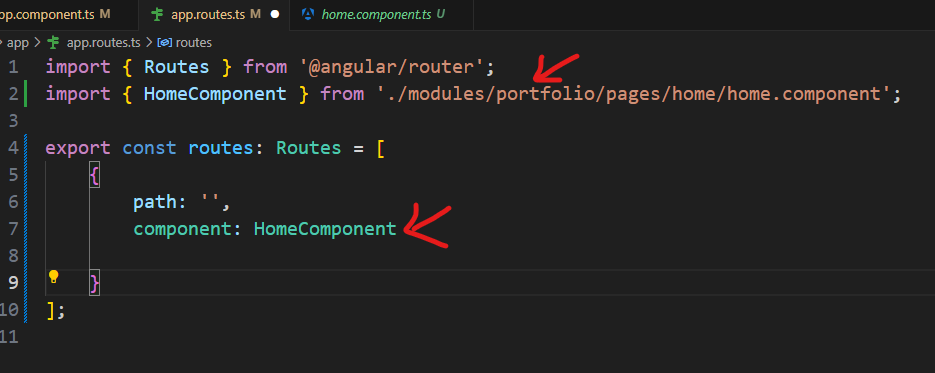 pp.component.ts M app.routes.ts M home.component.ts U
app > app.routes.ts > routes
1 import { Routes } from '@angular/router';
2 import { HomeComponent } from './modules/portfolio/pages/home/home.component';
3
4 export const routes: Routes = [
5 {
6 path: '',
7 component: HomeComponent
8
9 }
10 ];
11